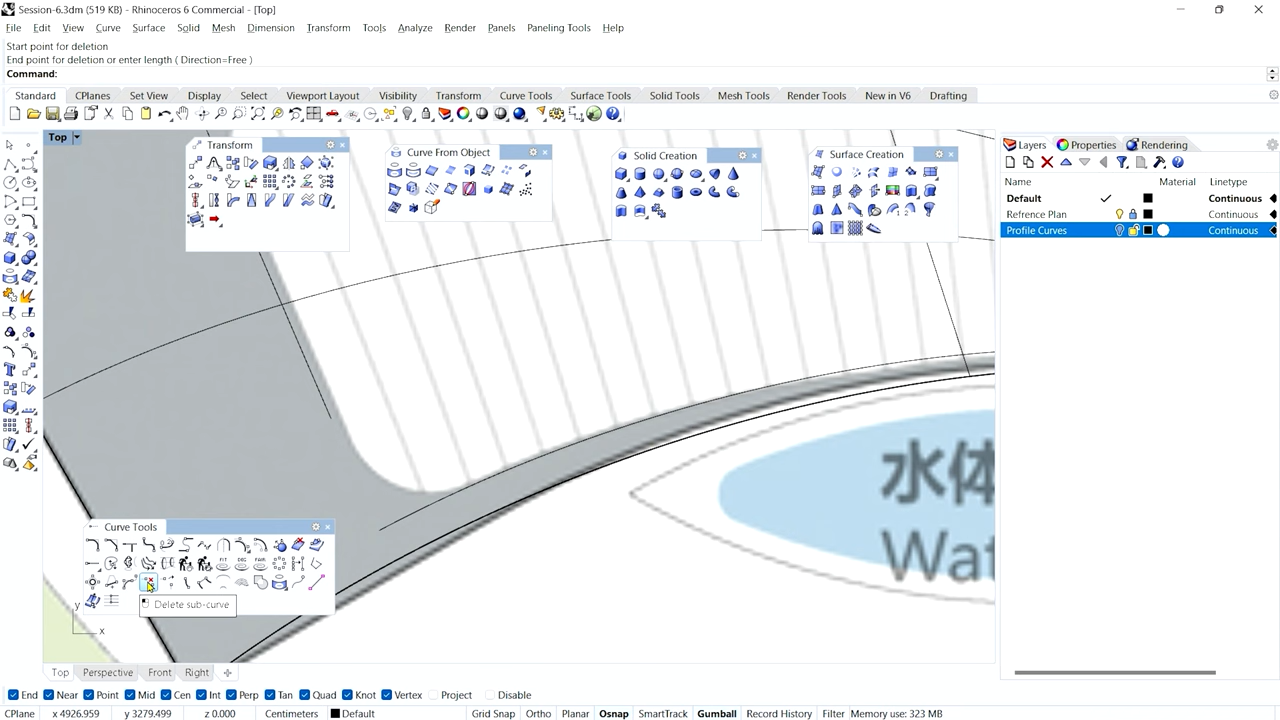 Session-6.3dm (519 KB) - Rhinoceros 6 Commercial - [Top]
File Edit View Curve Surface Solid Mesh Dimension Transform Tools Analyze Render Panels Paneling Tools Help
Start point for deletion
End point for deletion or enter length ( Direction=Free )
Command:
Standard CPlanes Set View Display Select Viewport Layout Visibility Transform Curve Tools Surface Tools Solid Tools Mesh Tools Render Tools New in V6 Drafting
Top
Transform
Curve From Object
Solid Creation
Surface Creation
Layers Properties Rendering
Name Material Linetype
Default Continuous
Refrence Plan Continuous
Profile Curves Continuous
水体
Wat
Curve Tools
Delete sub-curve
y
x
Top Perspective Front Right
End Near Point Mid Cen Int Perp Tan Quad Knot Vertex Project Disable
CPlane x 4926.959 y 3279.499 z 0.000 Centimeters Default Grid Snap Ortho Planar Osnap SmartTrack Gumball Record History Filter Memory use: 323 MB